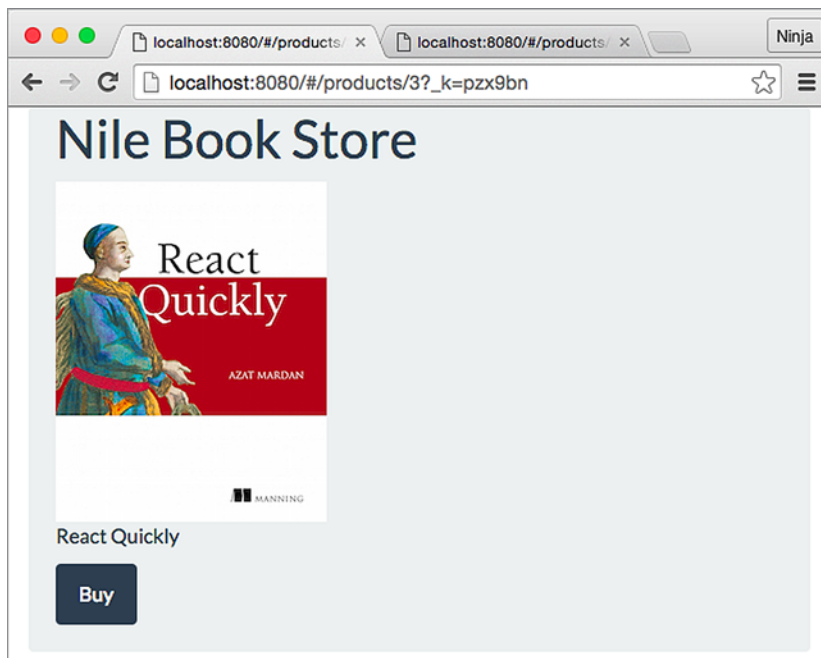 localhost:8080/#/products/
localhost:8080/#/products/
Ninja
localhost:8080/#/products/3?_k=pzx9bn
Nile Book Store
React
Quickly
AZAT MARDAN
MANNING
React Quickly
Buy